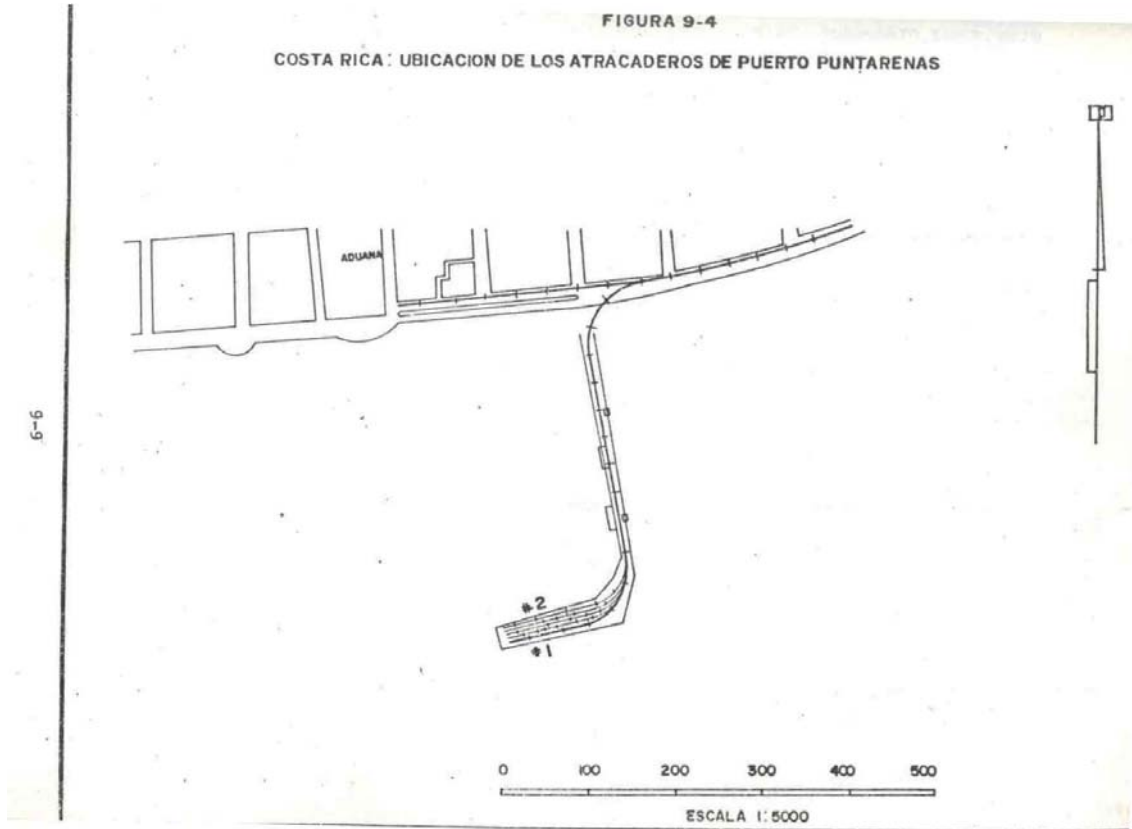 FIGURA 9-4
COSTA RICA: UBICACION DE LOS ATRACADEROS DE PUERTO PUNTARENAS
ADUANA
9-9
#2
#1
0 100 200 300 400 500
ESCALA 1:5000